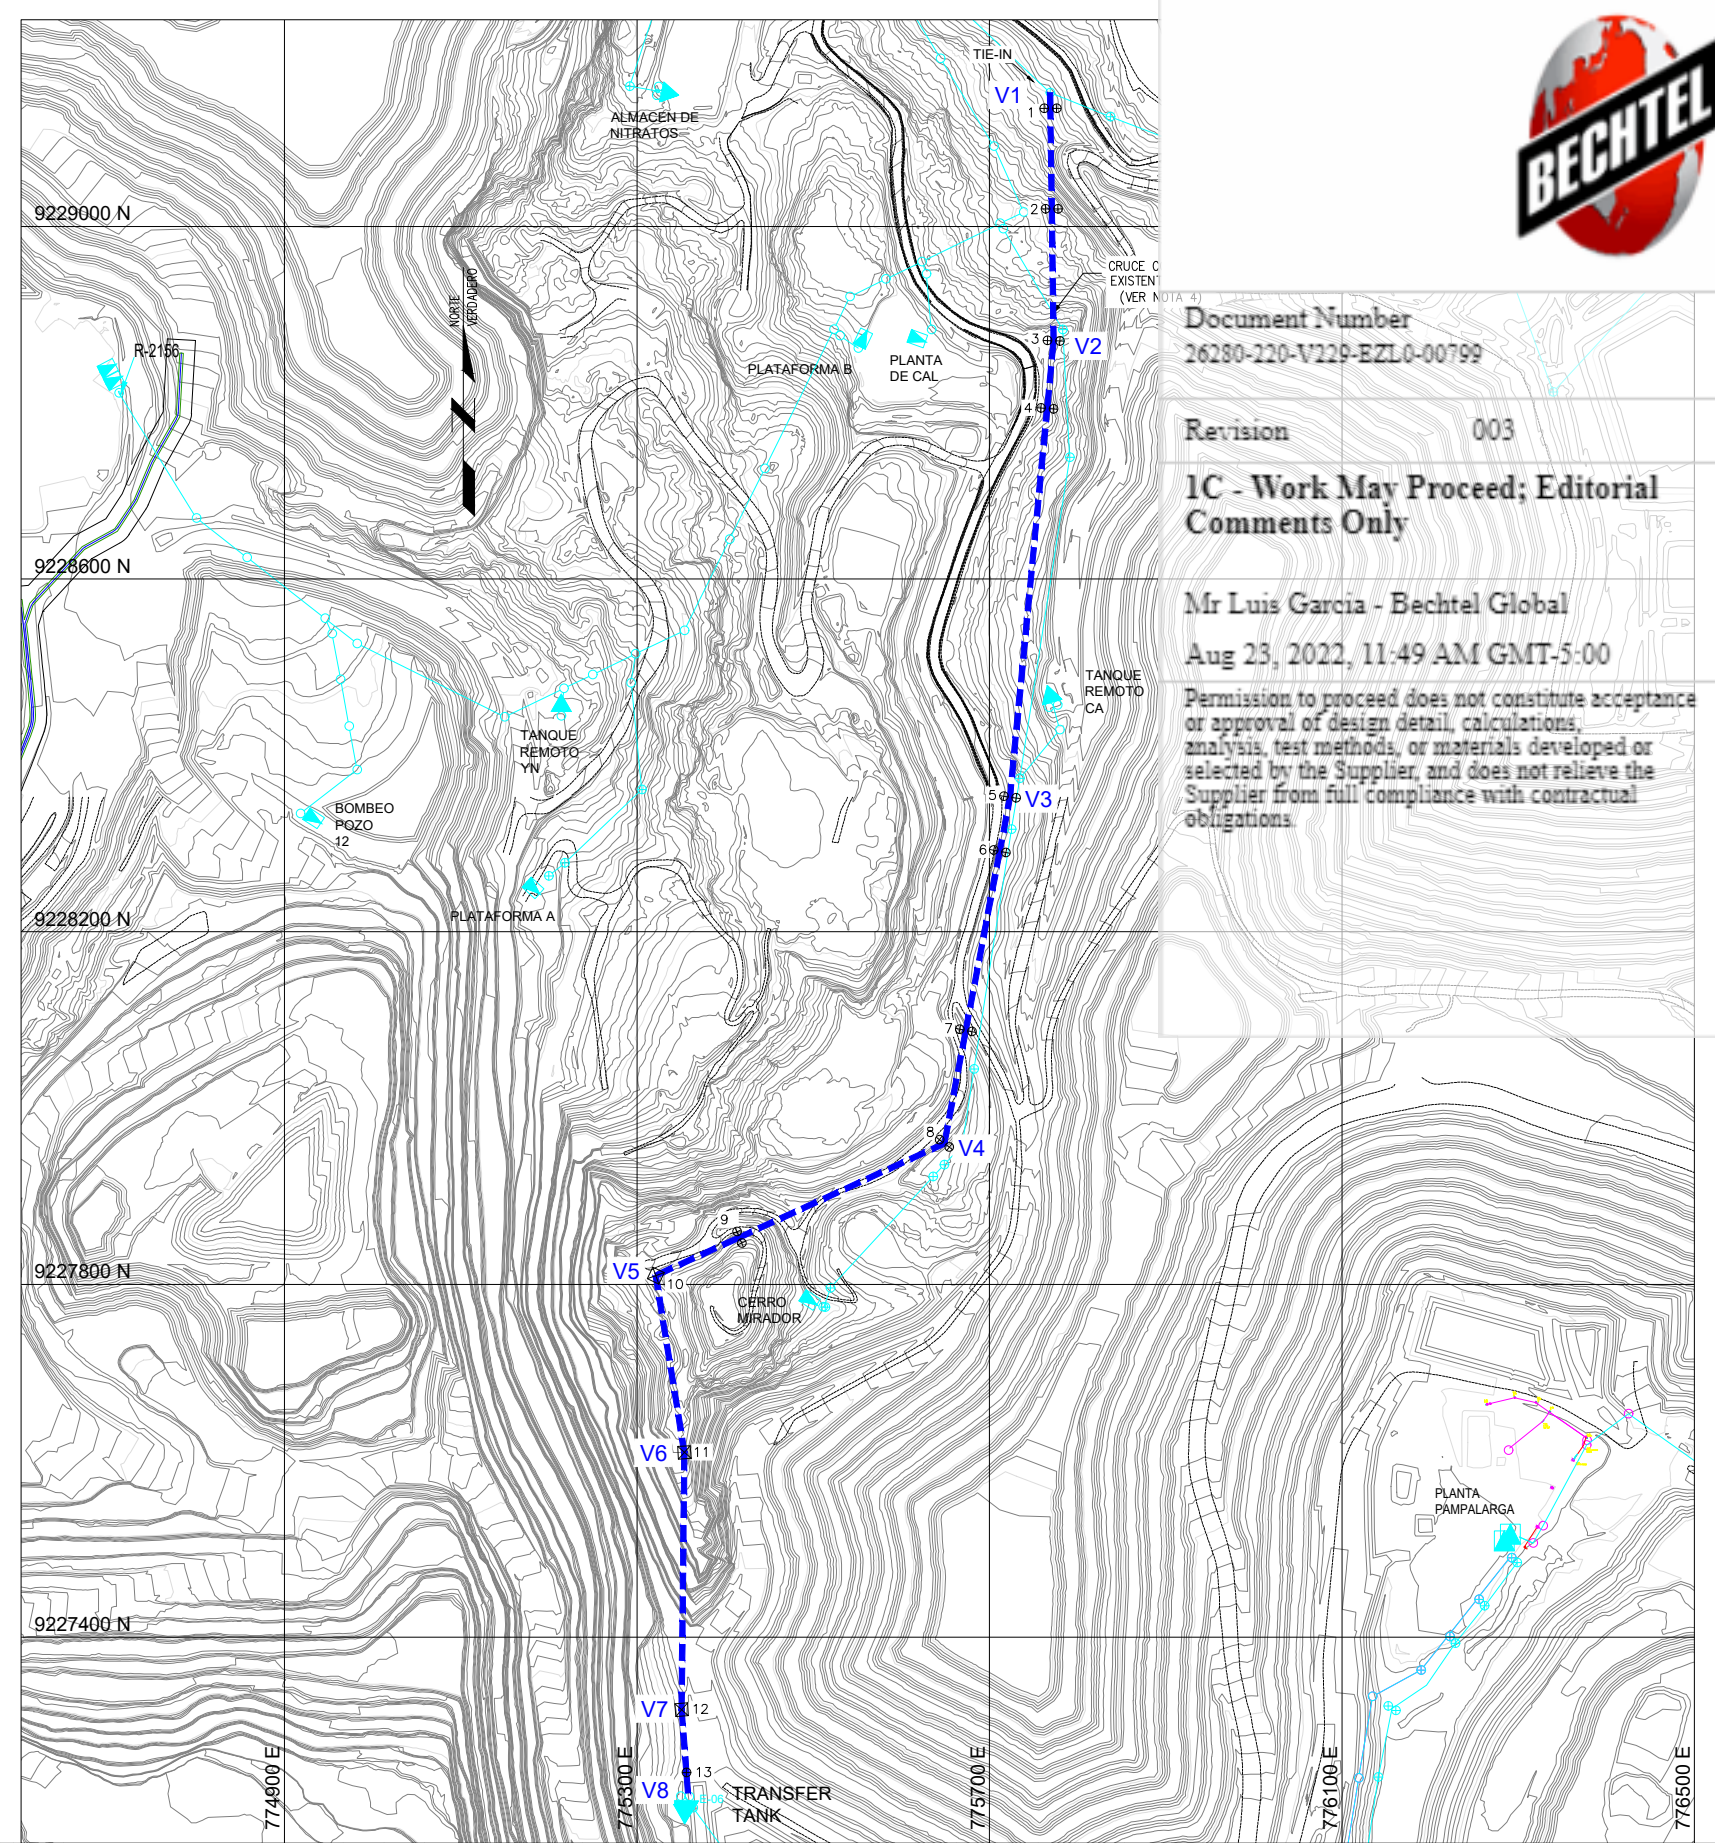 TIE-IN
V1
1
ALMACÉN DE
NITRATOS
9229000 N
2
CRUCE
EXISTEN
(VER NOTA 4)
NORTE
VERDADERO
R-2156
PLATAFORMA B
PLANTA
DE CAL
3
V2
4
BECHTEL
Document Number
26280-220-V229-EZL0-00799
Revision 003
1C - Work May Proceed; Editorial
Comments Only
Mr Luis Garcia - Bechtel Global
Aug 23, 2022, 11:49 AM GMT-5:00
Permission to proceed does not constitute acceptance
or approval of design detail, calculations,
analysis, test methods, or materials developed or
selected by the Supplier, and does not relieve the
Supplier from full compliance with contractual
obligations.
9228600 N
TANQUE
REMOTO
CA
TANQUE
REMOTO
YN
BOMBEO
POZO
12
5
V3
6
PLATAFORMA A
9228200 N
7
8
V4
9
V5
10
9227800 N
CERRO
MIRADOR
V6
11
PLANTA
PAMPALARGA
9227400 N
V7
12
13
V8
E-06
TRANSFER
TANK
774900 E
775300 E
775700 E
776100 E
776500 E